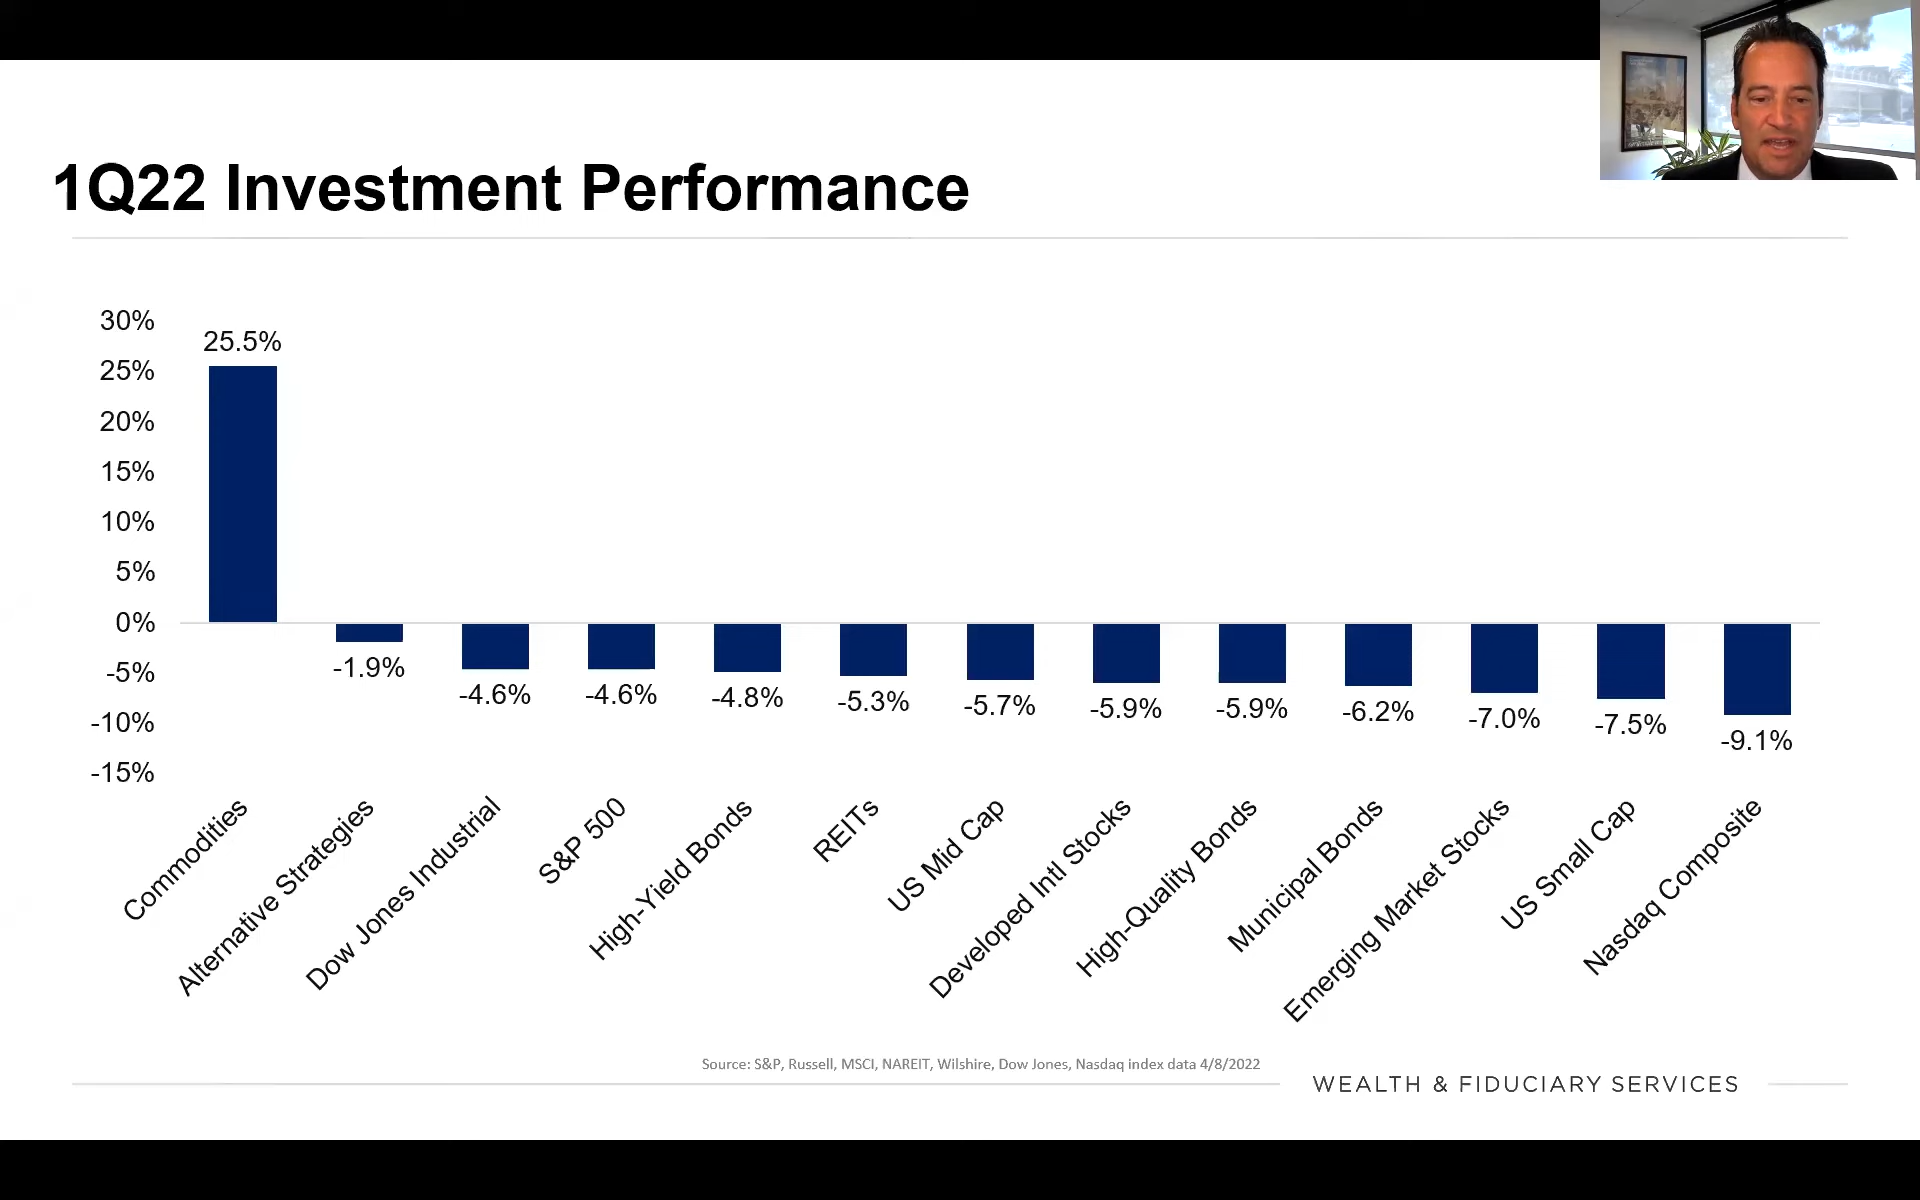 1Q22 Investment Performance
30%
25%
20%
15%
10%
5%
0%
-5%
-10%
-15%
25.5%
-1.9%
-4.6%
-4.6%
-4.8%
-5.3%
-5.7%
-5.9%
-5.9%
-6.2%
-7.0%
-7.5%
-9.1%
Commodities
Alternative Strategies
Dow Jones Industrial
S&P 500
High-Yield Bonds
REITs
US Mid Cap
Developed Intl Stocks
High-Quality Bonds
Municipal Bonds
Emerging Market Stocks
US Small Cap
Nasdaq Composite
Source: S&P, Russell, MSCI, NAREIT, Wilshire, Dow Jones, Nasdaq index data 4/8/2022
WEALTH & FIDUCIARY SERVICES